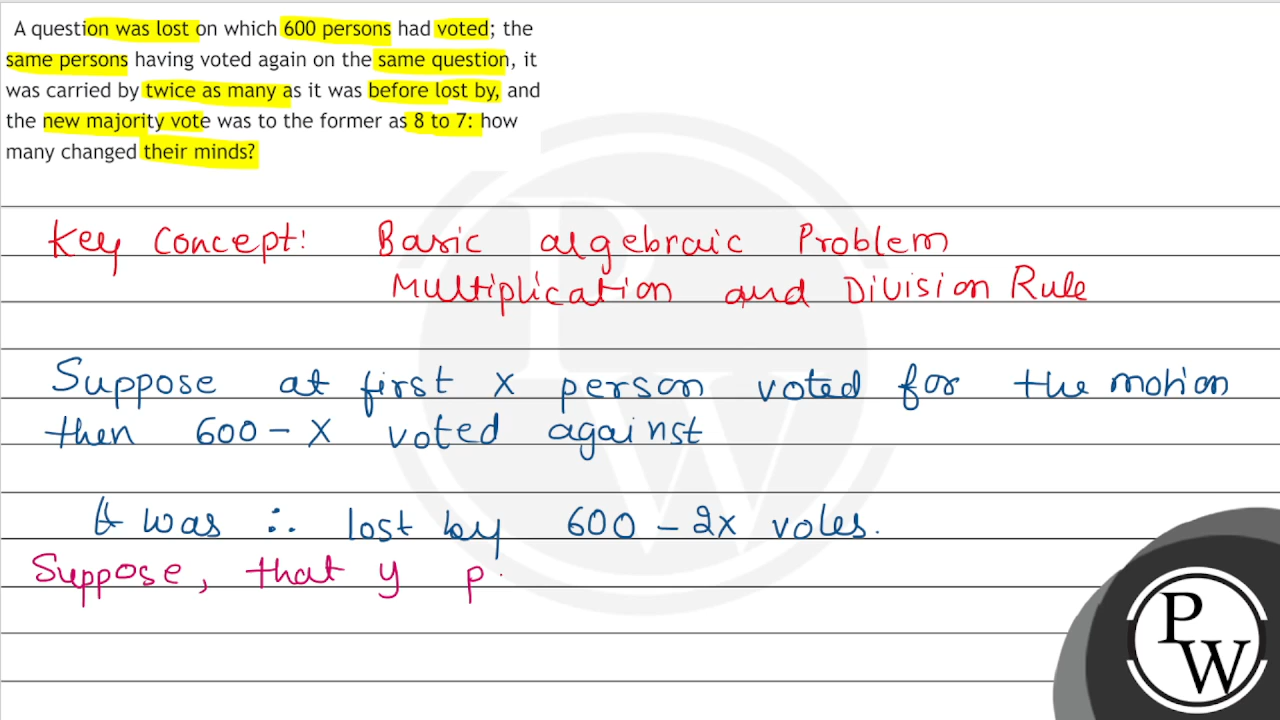 A question was lost on which 600 persons had voted; the
same persons having voted again on the same question, it
was carried by twice as many as it was before lost by, and
the new majority vote was to the former as 8 to 7: how
many changed their minds?
Key Concept: Basic algebraic Problem
Multiplication and Division Rule
Suppose at first x person voted for the motion
then 600 - x voted against
It was ∴ lost by 600 - 2x votes.
Suppose, that y p
PW
PW